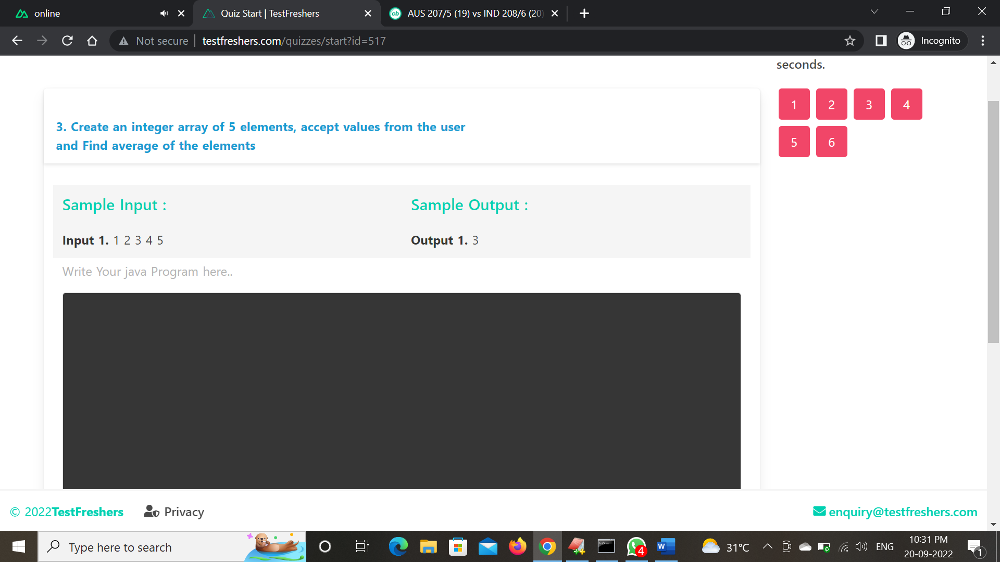 online
Quiz Start | TestFreshers
AUS 207/5 (19) vs IND 208/6 (20)
Not secure
testfreshers.com/quizzes/start?id=517
Incognito
seconds.
1 2 3 4
5 6
3. Create an integer array of 5 elements, accept values from the user
and Find average of the elements
Sample Input :
Sample Output :
Input 1. 1 2 3 4 5
Output 1. 3
Write Your java Program here..
© 2022TestFreshers
Privacy
enquiry@testfreshers.com
Type here to search
4
31°C
ENG
10:31 PM
20-09-2022
1